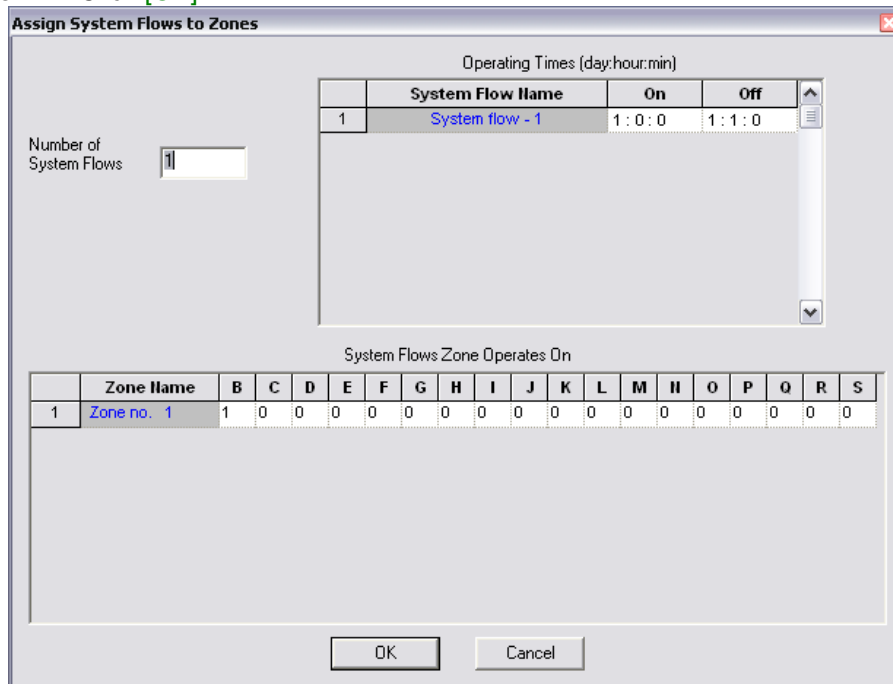 Assign System Flows to Zones
Operating Times (day:hour:min)
System Flow Name On Off
1 System flow - 1 1 : 0 : 0 1 : 1 : 0
Number of
System Flows 1
System Flows Zone Operates On
Zone Name B C D E F G H I J K L M N O P Q R S
1 Zone no. 1 1 0 0 0 0 0 0 0 0 0 0 0 0 0 0 0 0 0
OK Cancel